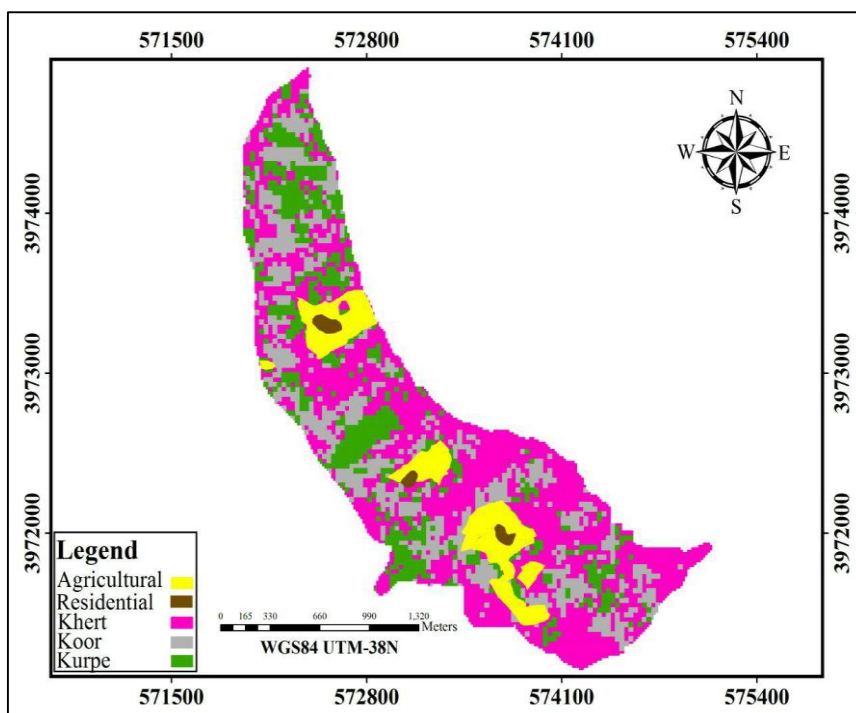 571500 572800 574100 575400
N
W E
S
3974000 3974000
3973000 3973000
3972000 3972000
Legend
Agricultural
Residential
Khert
Koor
Kurpe
0 165 330 660 990 1,320
Meters
WGS84 UTM-38N
571500 572800 574100 575400